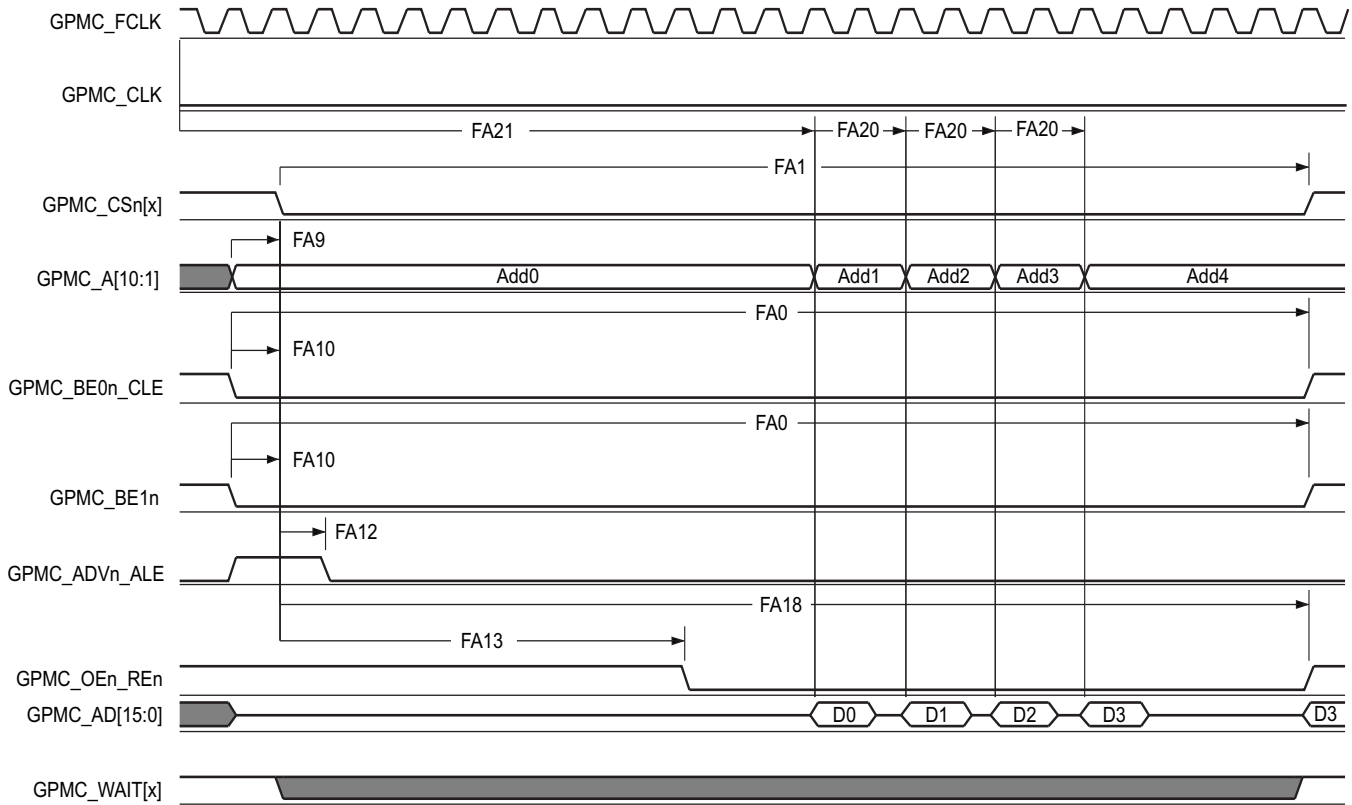 GPMC_FCLK
GPMC_CLK
FA21 FA20 FA20 FA20
FA1
GPMC_CSn[x]
FA9
GPMC_A[10:1] Add0 Add1 Add2 Add3 Add4
FA0
FA10
GPMC_BE0n_CLE
FA0
FA10
GPMC_BE1n
FA12
GPMC_ADVn_ALE
FA18
FA13
GPMC_OEn_REn
GPMC_AD[15:0] D0 D1 D2 D3 D3
GPMC_WAIT[x]